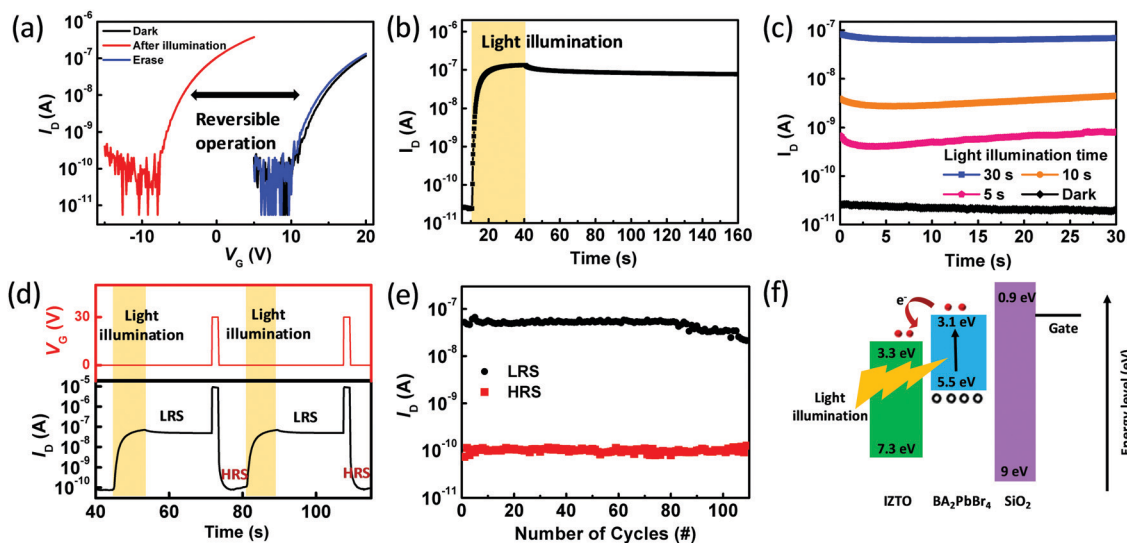 (a)
I_D (A)
10⁻⁶
10⁻⁷
10⁻⁸
10⁻⁹
10⁻¹⁰
10⁻¹¹
Dark
After illumination
Erase
Reversible
operation
-10 0 10 20
V_G (V)
(b)
I_D (A)
10⁻⁶
10⁻⁷
10⁻⁸
10⁻⁹
10⁻¹⁰
10⁻¹¹
Light illumination
20 40 60 80 100 120 140 160
Time (s)
(c)
I_D (A)
10⁻⁷
10⁻⁸
10⁻⁹
10⁻¹⁰
10⁻¹¹
Light illumination time
30 s 10 s
5 s Dark
0 5 10 15 20 25 30
Time (s)
(d)
V_G (V)
30
0
Light
illumination
Light
illumination
I_D (A)
10⁻⁵
10⁻⁶
10⁻⁷
10⁻⁸
10⁻⁹
10⁻¹⁰
LRS LRS
HRS HRS
40 60 80 100
Time (s)
(e)
I_D (A)
10⁻⁶
10⁻⁷
10⁻⁸
10⁻⁹
10⁻¹⁰
10⁻¹¹
LRS
HRS
0 20 40 60 80 100
Number of Cycles (#)
(f)
e⁻
0.9 eV
3.1 eV
Gate
3.3 eV
5.5 eV
Light
illumination
7.3 eV
9 eV
IZTO BA₂PbBr₄ SiO₂
Energy level (eV)